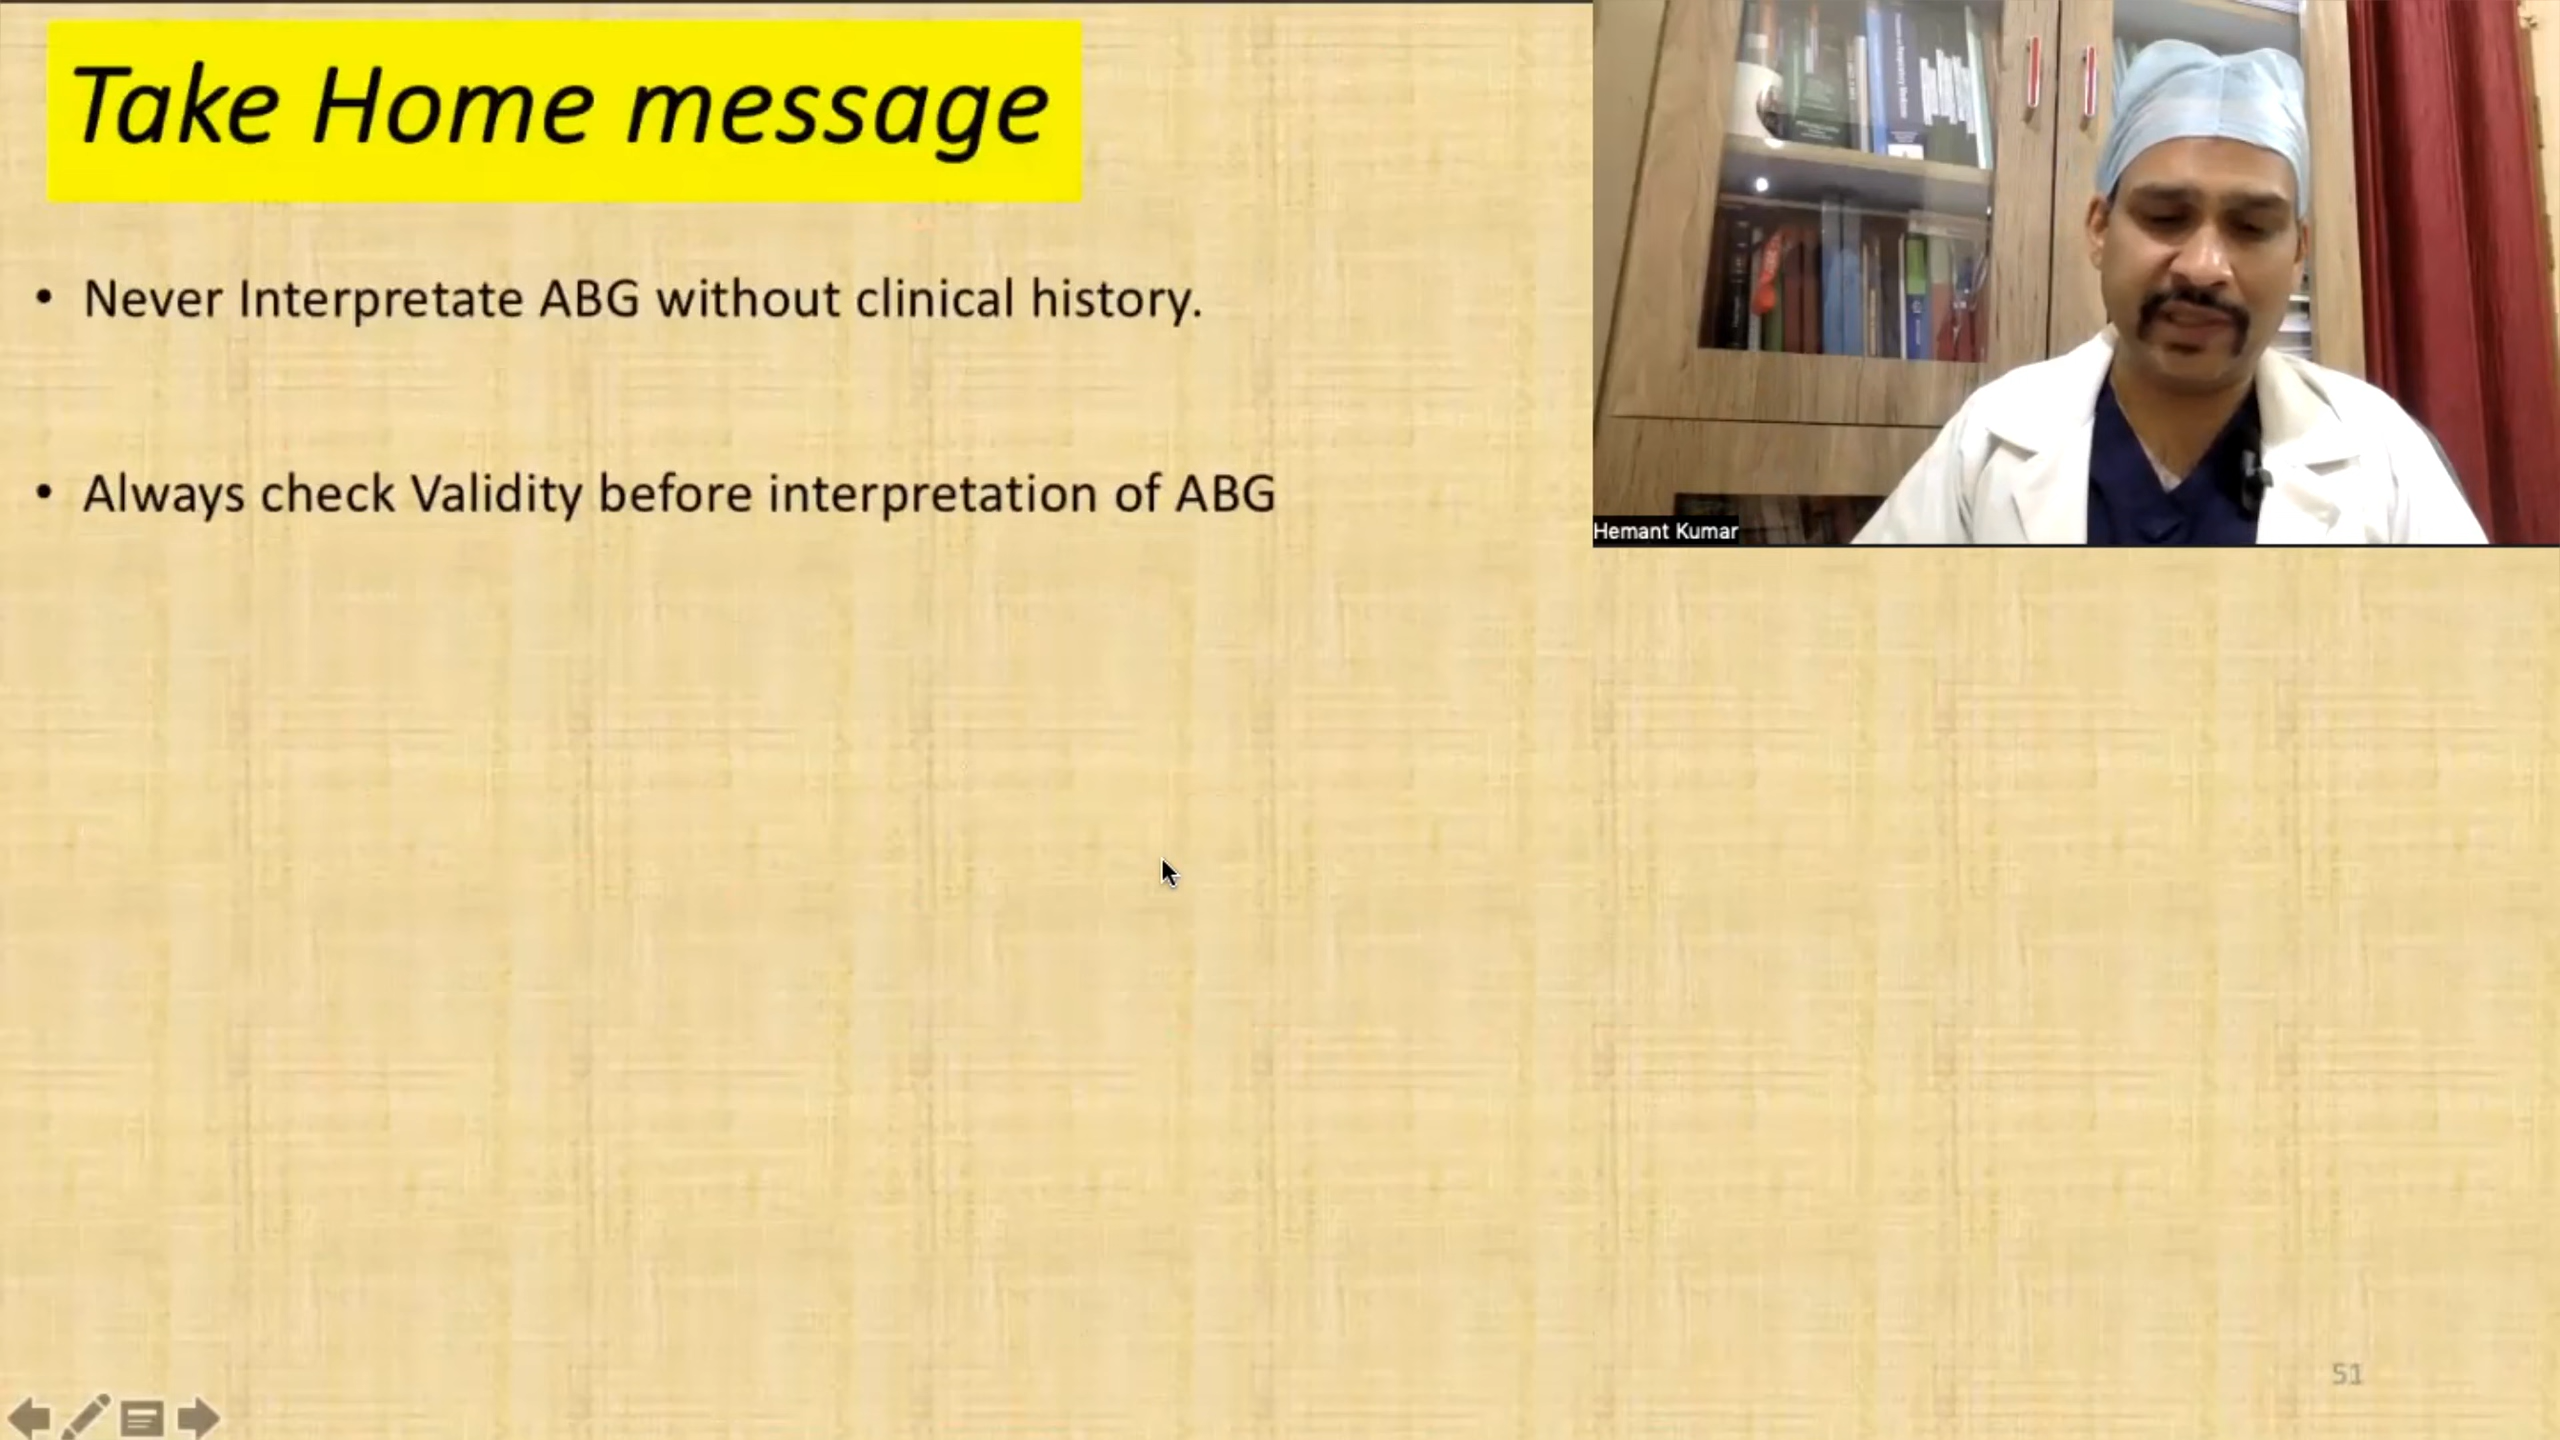 Take Home message
• Never Interpretate ABG without clinical history.
• Always check Validity before interpretation of ABG
Hemant Kumar
51